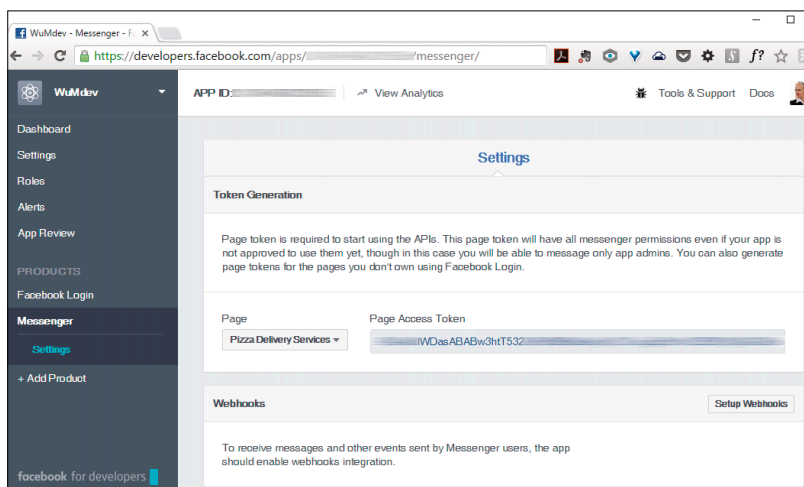 WuMdev - Messenger - Fa
https://developers.facebook.com/apps/ /messenger/
f?
WuMdev
APP ID:
View Analytics
Tools & Support
Docs
Dashboard
Settings
Roles
Alerts
App Review
PRODUCTS
Facebook Login
Messenger
Settings
+ Add Product
facebook for developers
Settings
Token Generation
Page token is required to start using the APIs. This page token will have all messenger permissions even if your app is
not approved to use them yet, though in this case you will be able to message only app admins. You can also generate
page tokens for the pages you don't own using Facebook Login.
Page
Page Access Token
Pizza Delivery Services
iWDasABABw3htT532
Webhooks
Setup Webhooks
To receive messages and other events sent by Messenger users, the app
should enable webhooks integration.